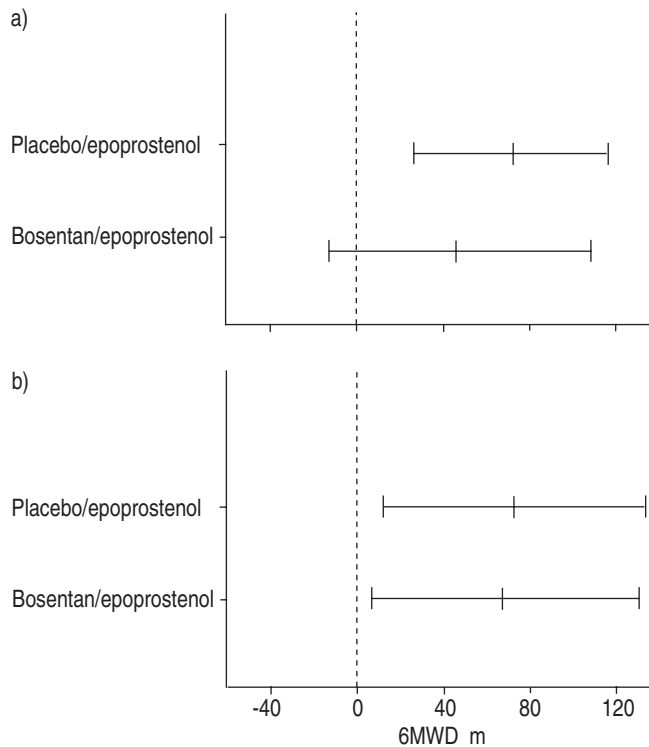 a)
Placebo/epoprostenol
Bosentan/epoprostenol
b)
Placebo/epoprostenol
Bosentan/epoprostenol
-40 0 40 80 120
6MWD m